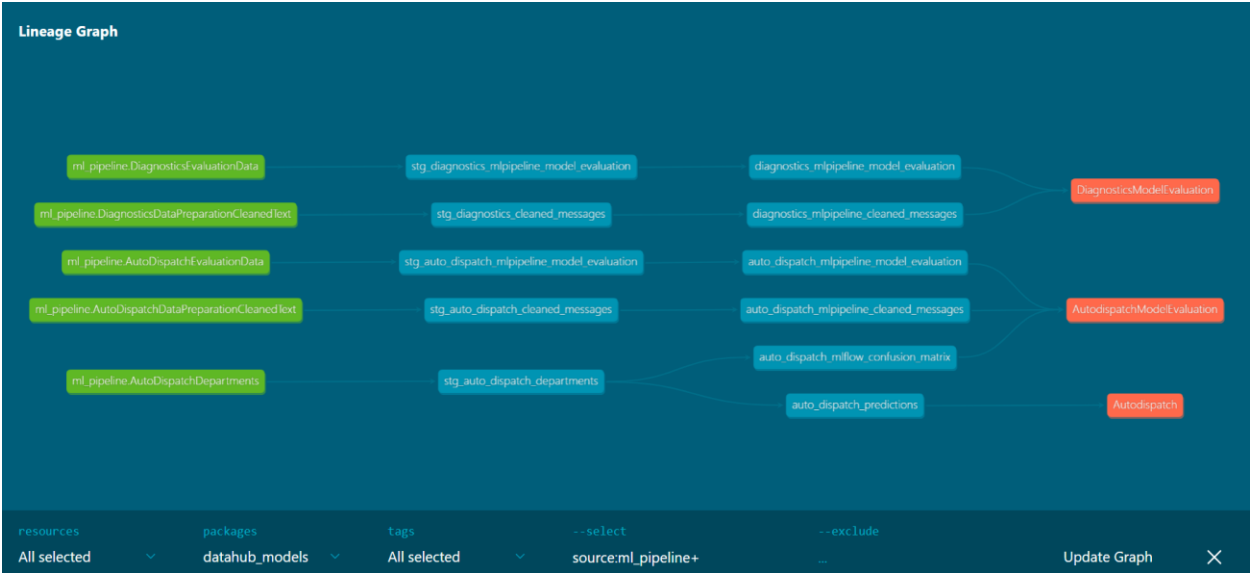 Lineage Graph
ml_pipeline.DiagnosticsEvaluationData
stg_diagnostics_mlpipeline_model_evaluation
diagnostics_mlpipeline_model_evaluation
DiagnosticsModelEvaluation
ml_pipeline.DiagnosticsDataPreparationCleanedText
stg_diagnostics_cleaned_messages
diagnostics_mlpipeline_cleaned_messages
ml_pipeline.AutoDispatchEvaluationData
stg_auto_dispatch_mlpipeline_model_evaluation
auto_dispatch_mlpipeline_model_evaluation
ml_pipeline.AutoDispatchDataPreparationCleanedText
stg_auto_dispatch_cleaned_messages
auto_dispatch_mlpipeline_cleaned_messages
AutodispatchModelEvaluation
auto_dispatch_mlflow_confusion_matrix
ml_pipeline.AutoDispatchDepartments
stg_auto_dispatch_departments
auto_dispatch_predictions
Autodispatch
resources packages tags --select --exclude
All selected datahub_models All selected source:ml_pipeline+ ... Update Graph